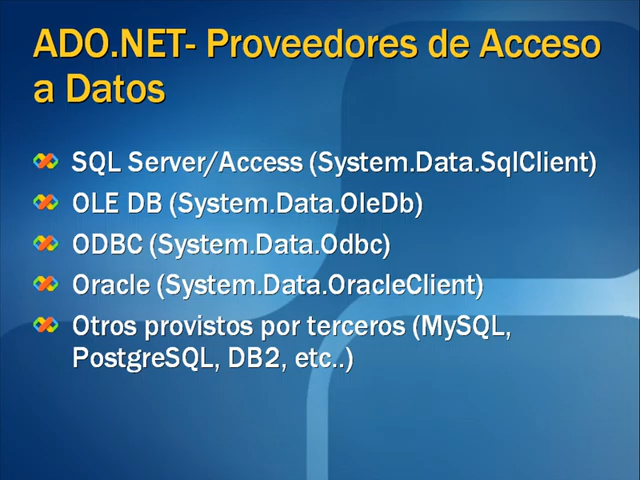 ADO.NET- Proveedores de Acceso
a Datos
SQL Server/Access (System.Data.SqlClient)
OLE DB (System.Data.OleDb)
ODBC (System.Data.Odbc)
Oracle (System.Data.OracleClient)
Otros provistos por terceros (MySQL,
PostgreSQL, DB2, etc..)